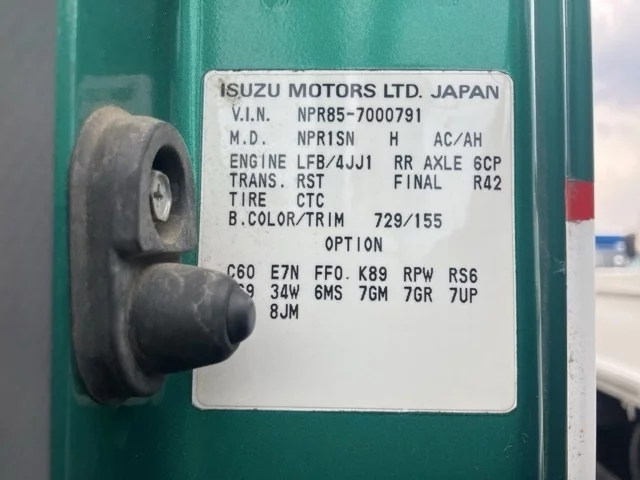 ISUZU MOTORS LTD. JAPAN
V.I.N. NPR85-7000791
M.D. NPR1SN H AC/AH
ENGINE LFB/4JJ1 RR AXLE 6CP
TRANS. RST FINAL R42
TIRE CTC
B.COLOR/TRIM 729/155
OPTION
C60 E7N FFO. K89 RPW RS6
34W 6MS 7GM 7GR 7UP
8JM